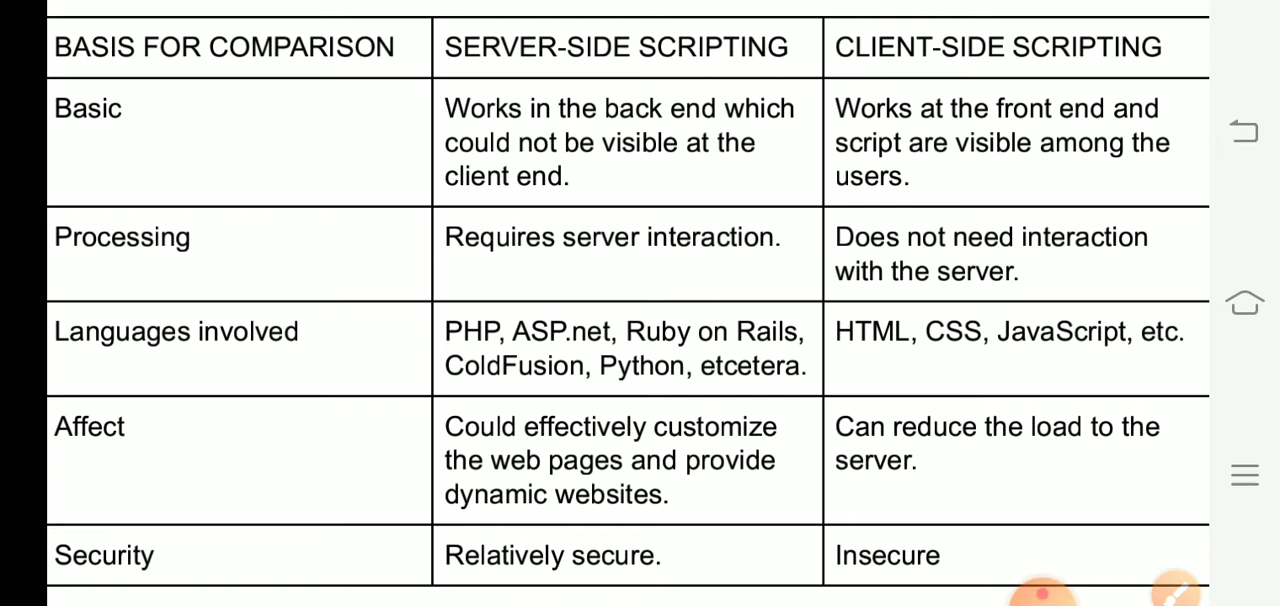 BASIS FOR COMPARISON
SERVER-SIDE SCRIPTING
CLIENT-SIDE SCRIPTING
Basic
Works in the back end which
could not be visible at the
client end.
Works at the front end and
script are visible among the
users.
Processing
Requires server interaction.
Does not need interaction
with the server.
Languages involved
PHP, ASP.net, Ruby on Rails,
ColdFusion, Python, etcetera.
HTML, CSS, JavaScript, etc.
Affect
Could effectively customize
the web pages and provide
dynamic websites.
Can reduce the load to the
server.
Security
Relatively secure.
Insecure